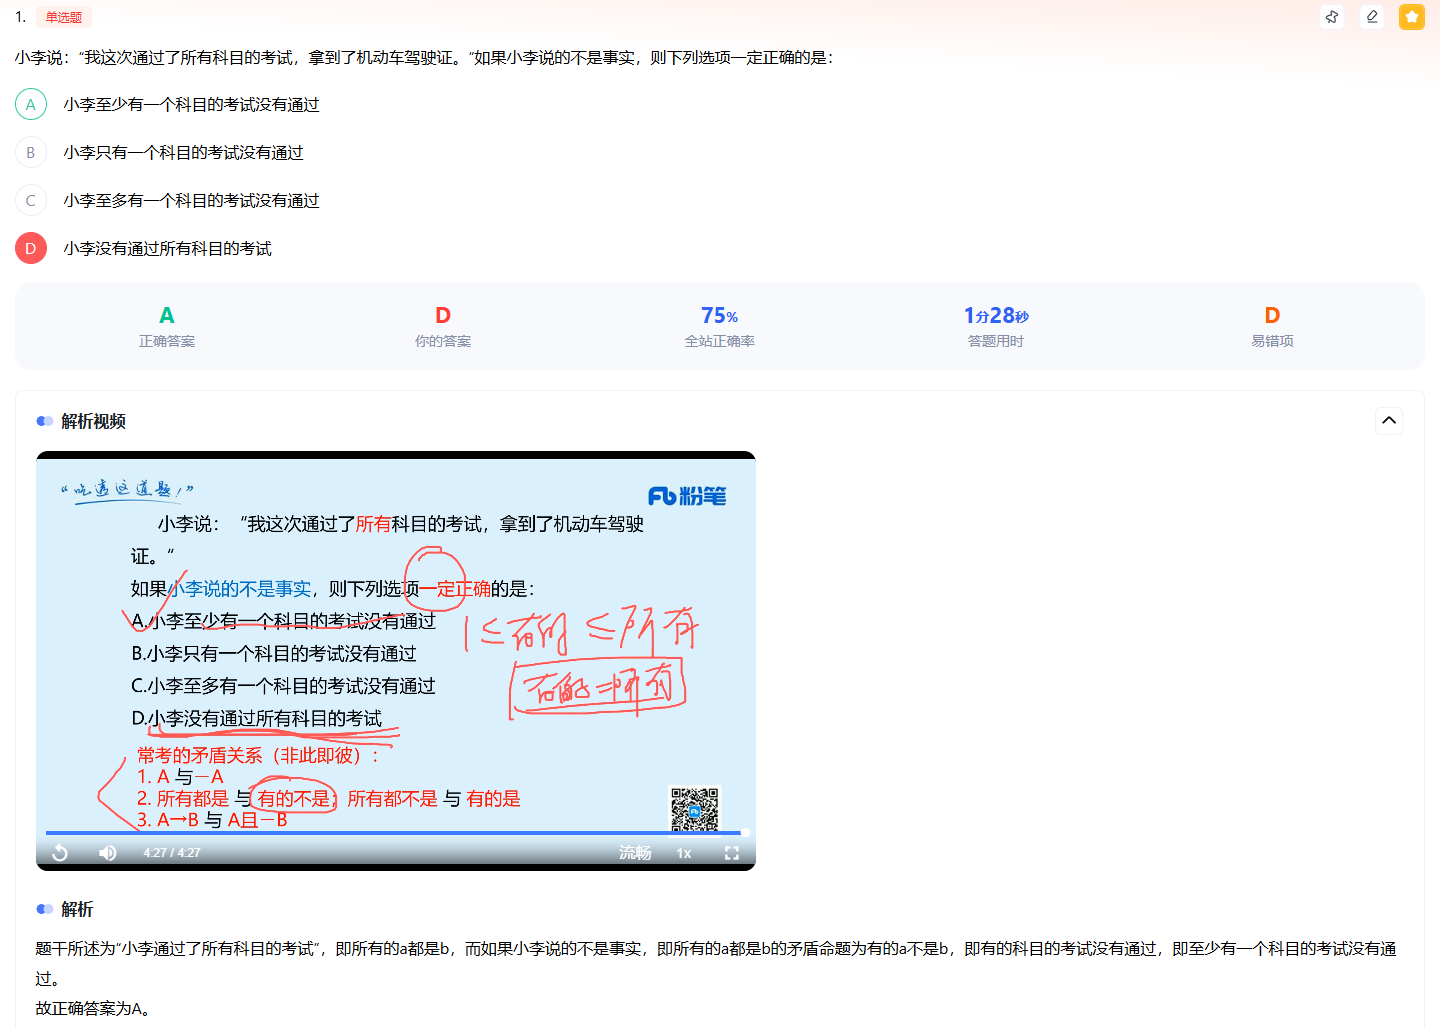 1. 单选题
小李说：“我这次通过了所有科目的考试，拿到了机动车驾驶证。“如果小李说的不是事实，则下列选项一定正确的是：
A 小李至少有一个科目的考试没有通过
B 小李只有一个科目的考试没有通过
C 小李至多有一个科目的考试没有通过
D 小李没有通过所有科目的考试
A D 75% 1分28秒 D
正确答案 你的答案 全站正确率 答题用时 易错项
解析视频
“吃透这道题！”
粉笔
小李说：“我这次通过了所有科目的考试，拿到了机动车驾驶
证。“
如果小李说的不是事实，则下列选项一定正确的是：
A.小李至少有一个科目的考试没有通过
1≤有的≤所有
B.小李只有一个科目的考试没有通过
C.小李至多有一个科目的考试没有通过
D.小李没有通过所有科目的考试
常考的矛盾关系（非此即彼）：
1. A 与－A
2. 所有都是 与 有的不是；所有都不是 与 有的是
3. A→B 与 A且－B
4:27 / 4:27 流畅 1x
解析
题干所述为“小李通过了所有科目的考试”，即所有的a都是b，而如果小李说的不是事实，即所有的a都是b的矛盾命题为有的a不是b，即有的科目的考试没有通过，即至少有一个科目的考试没有通
过。
故正确答案为A。